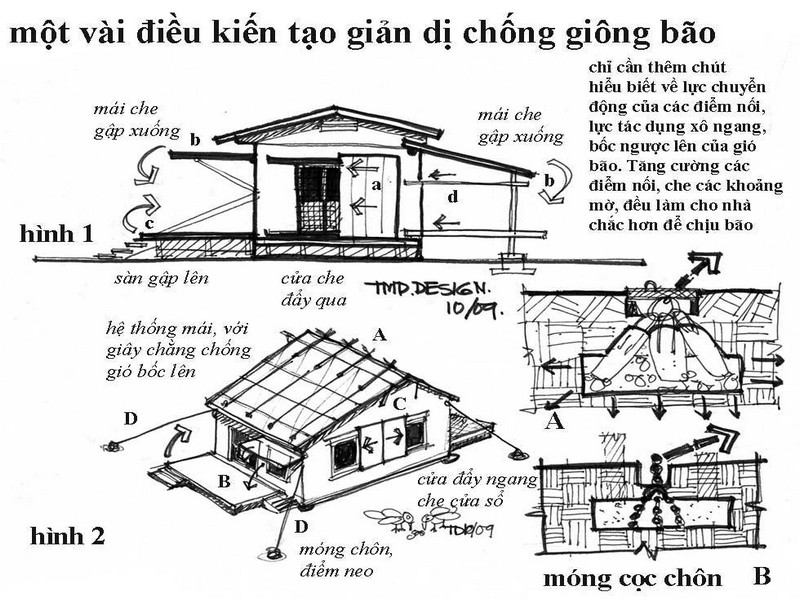 một vài điều kiến tạo giản dị chống giông bão
chỉ cần thêm chút
hiểu biết về lực chuyển
động của các điểm nối,
lực tác dụng xô ngang,
bốc ngược lên của gió
bão. Tăng cường các
điểm nối, che các khoảng
mở, đều làm cho nhà
chắc hơn để chịu bão
mái che
gập xuống
mái che
gập xuống
b
a
d
b
c
hình 1
sàn gập lên
cửa che
đẩy qua
TMD.DESIGN.
10/09.
hệ thống mái, với
giây chằng chống
gió bốc lên
A
D
C
B
A
cửa đẩy ngang
che cửa sổ
D
hình 2
móng chôn,
điểm neo
móng cọc chôn B